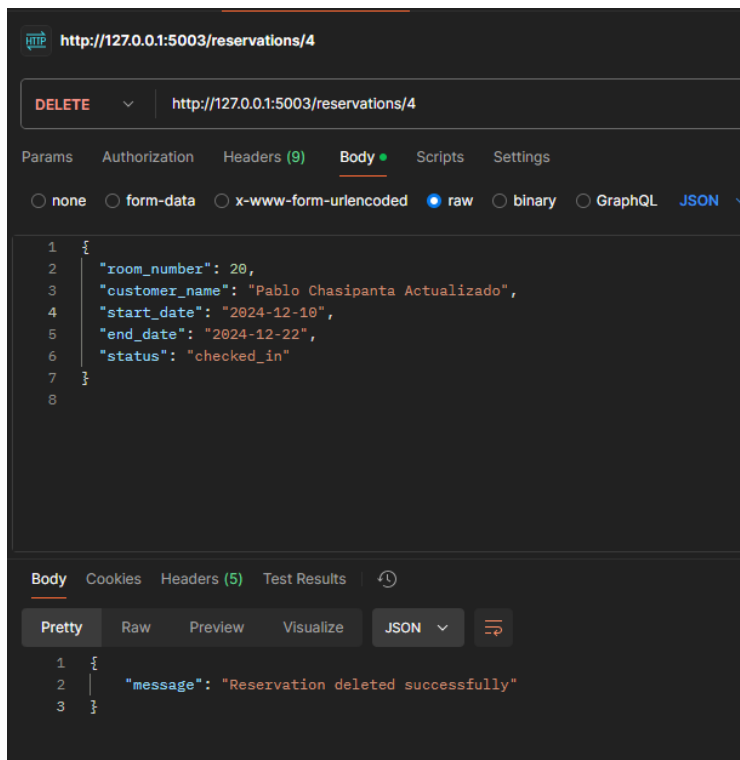 HTTP http://127.0.0.1:5003/reservations/4
DELETE http://127.0.0.1:5003/reservations/4
Params Authorization Headers (9) Body Scripts Settings
none form-data x-www-form-urlencoded raw binary GraphQL JSON
1 {
2 "room_number": 20,
3 "customer_name": "Pablo Chasipanta Actualizado",
4 "start_date": "2024-12-10",
5 "end_date": "2024-12-22",
6 "status": "checked_in"
7 }
8
Body Cookies Headers (5) Test Results
Pretty Raw Preview Visualize JSON
1 {
2 "message": "Reservation deleted successfully"
3 }